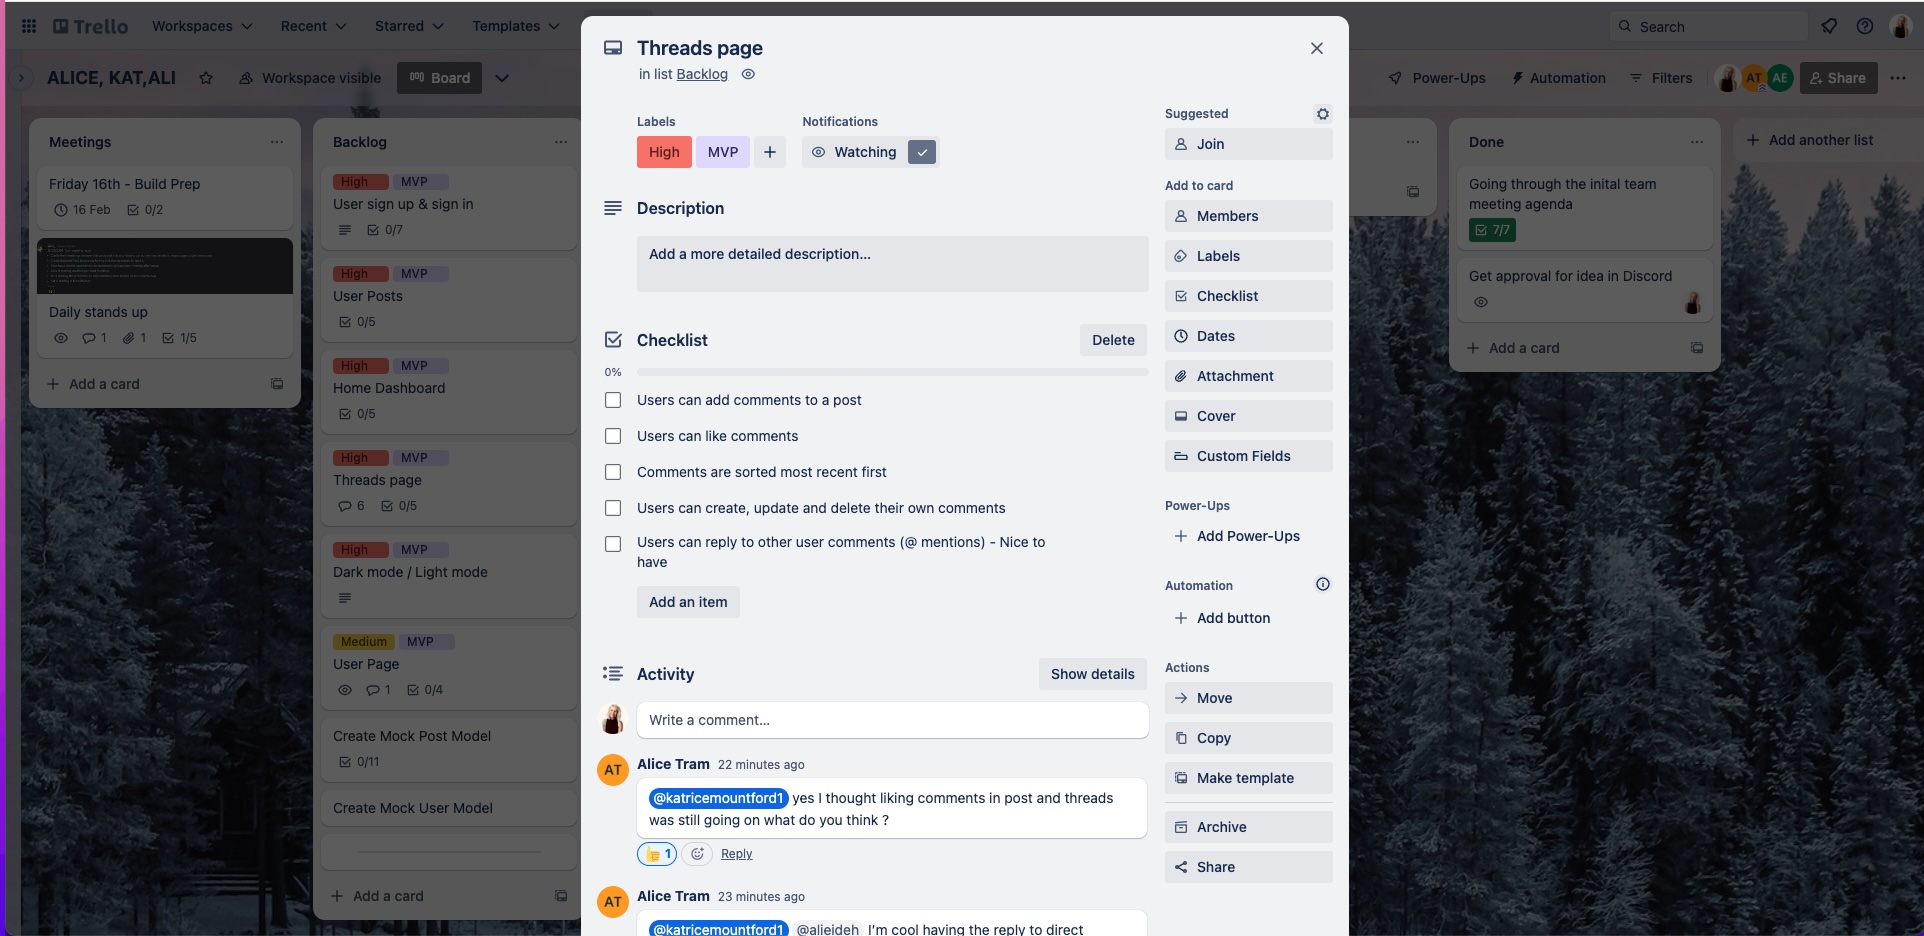 Trello
Workspaces
Recent
Starred
Templates
Search
ALICE, KAT,ALI
Workspace visible
Board
Power-Ups
Automation
Filters
AT
AE
Share
Meetings
Friday 16th - Build Prep
16 Feb
0/2
Daily stands up
1
1
1/5
Add a card
Backlog
High MVP
User sign up & sign in
0/7
High MVP
User Posts
0/5
High MVP
Home Dashboard
0/5
High MVP
Threads page
6
0/5
High MVP
Dark mode / Light mode
Medium MVP
User Page
1
0/4
Create Mock Post Model
0/11
Create Mock User Model
Add a card
Threads page
in list Backlog
Labels
High
MVP
Notifications
Watching
Description
Add a more detailed description...
Checklist
Delete
0%
Users can add comments to a post
Users can like comments
Comments are sorted most recent first
Users can create, update and delete their own comments
Users can reply to other user comments (@ mentions) - Nice to
have
Add an item
Activity
Show details
Write a comment...
AT
Alice Tram 22 minutes ago
@katricemountford1 yes I thought liking comments in post and threads
was still going on what do you think ?
1
Reply
AT
Alice Tram 23 minutes ago
@katricemountford1 @alieideh I'm cool having the reply to direct
Suggested
Join
Add to card
Members
Labels
Checklist
Dates
Attachment
Cover
Custom Fields
Power-Ups
Add Power-Ups
Automation
Add button
Actions
Move
Copy
Make template
Archive
Share
Done
Going through the inital team
meeting agenda
7/7
Get approval for idea in Discord
Add a card
Add another list